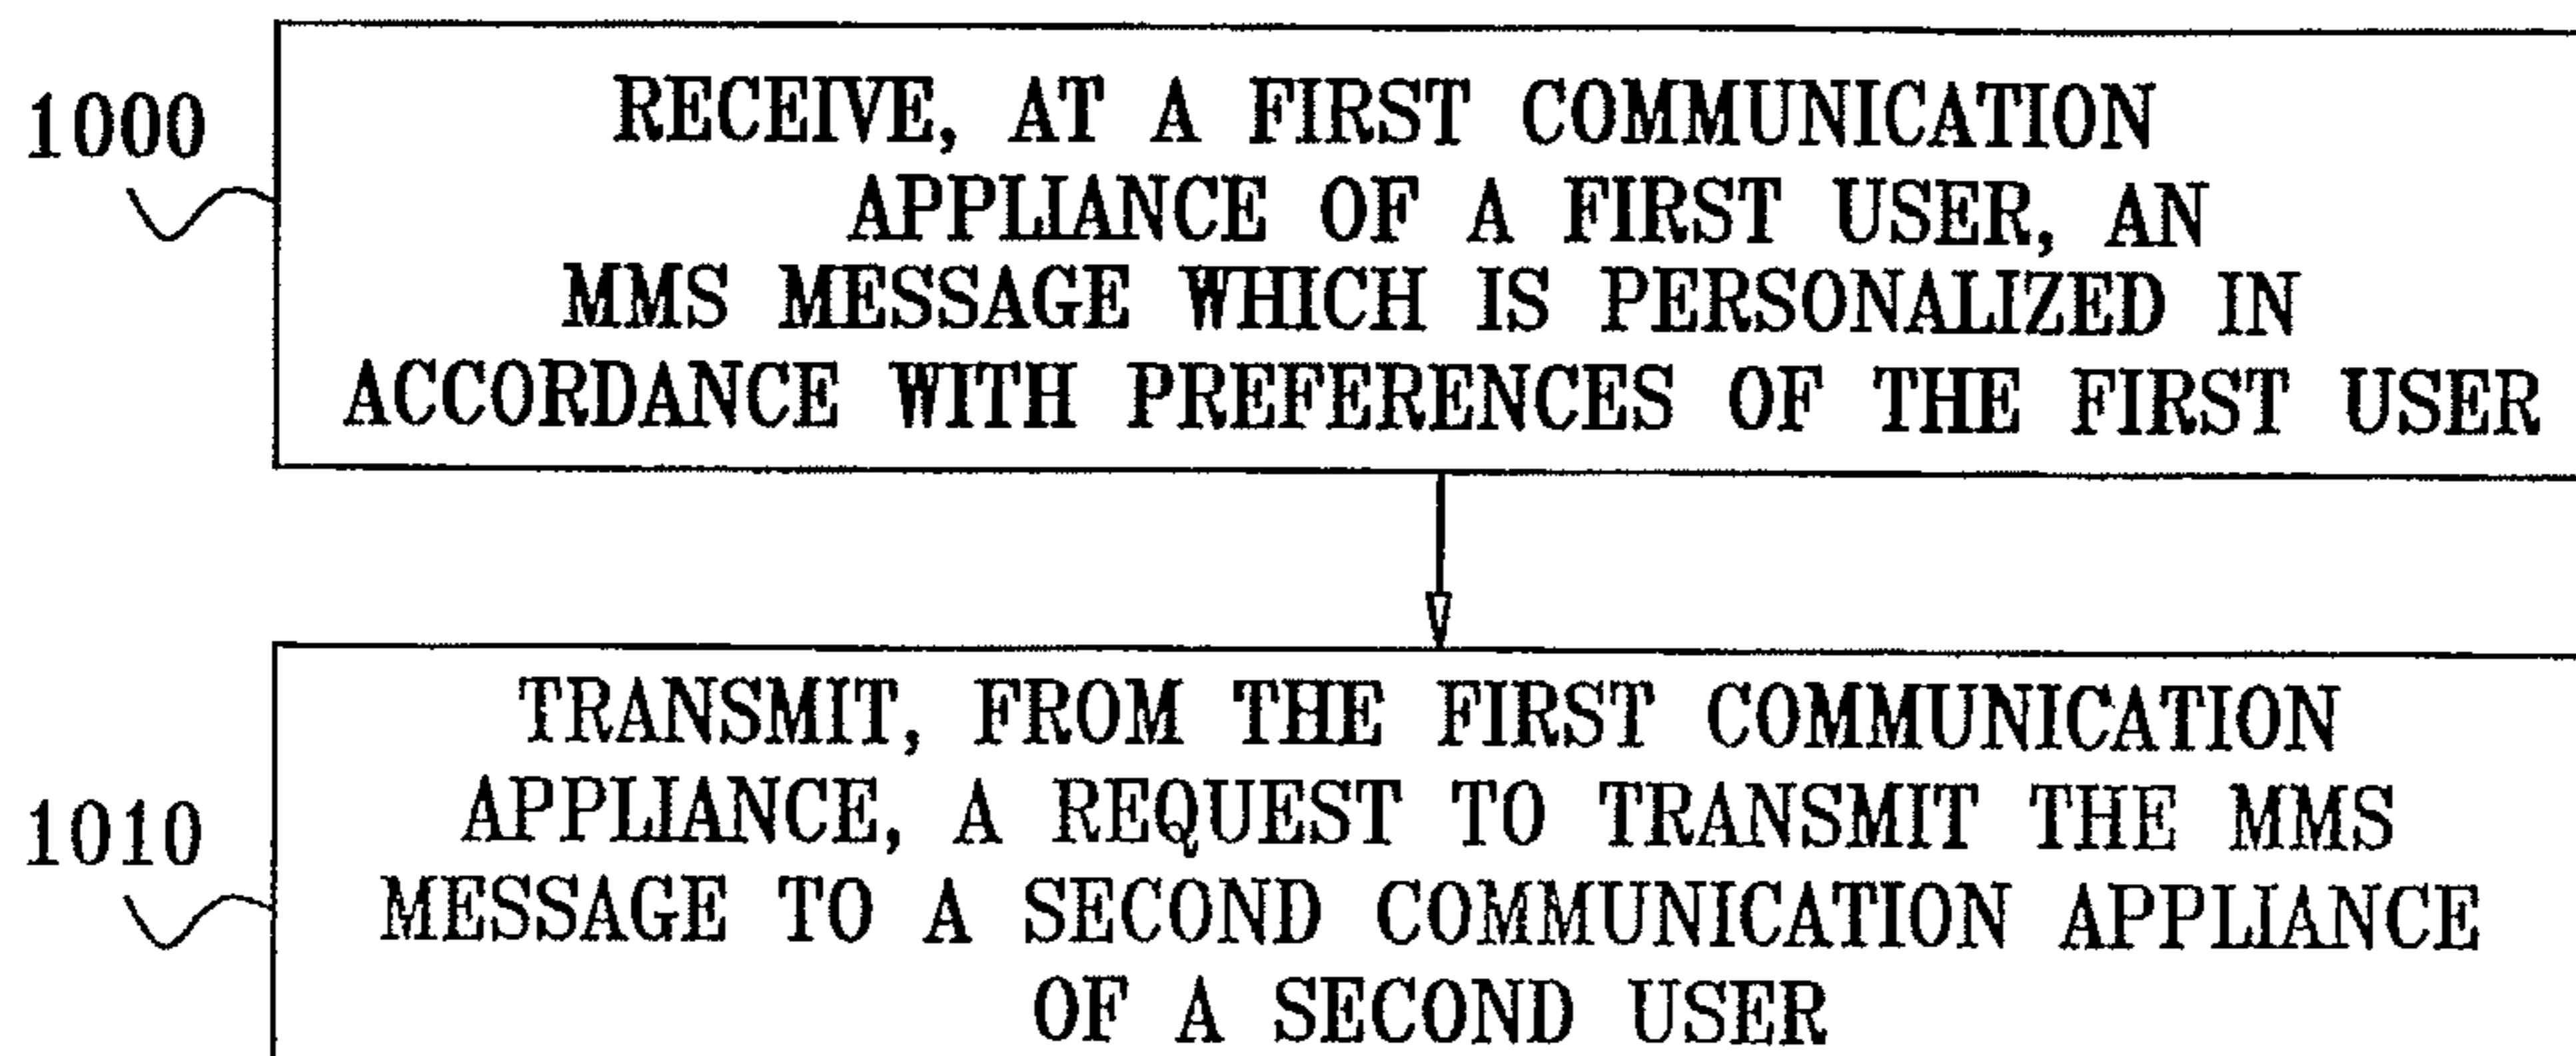 1000
RECEIVE, AT A FIRST COMMUNICATION
APPLIANCE OF A FIRST USER, AN
MMS MESSAGE WHICH IS PERSONALIZED IN
ACCORDANCE WITH PREFERENCES OF THE FIRST USER
1010
TRANSMIT, FROM THE FIRST COMMUNICATION
APPLIANCE, A REQUEST TO TRANSMIT THE MMS
MESSAGE TO A SECOND COMMUNICATION APPLIANCE
OF A SECOND USER